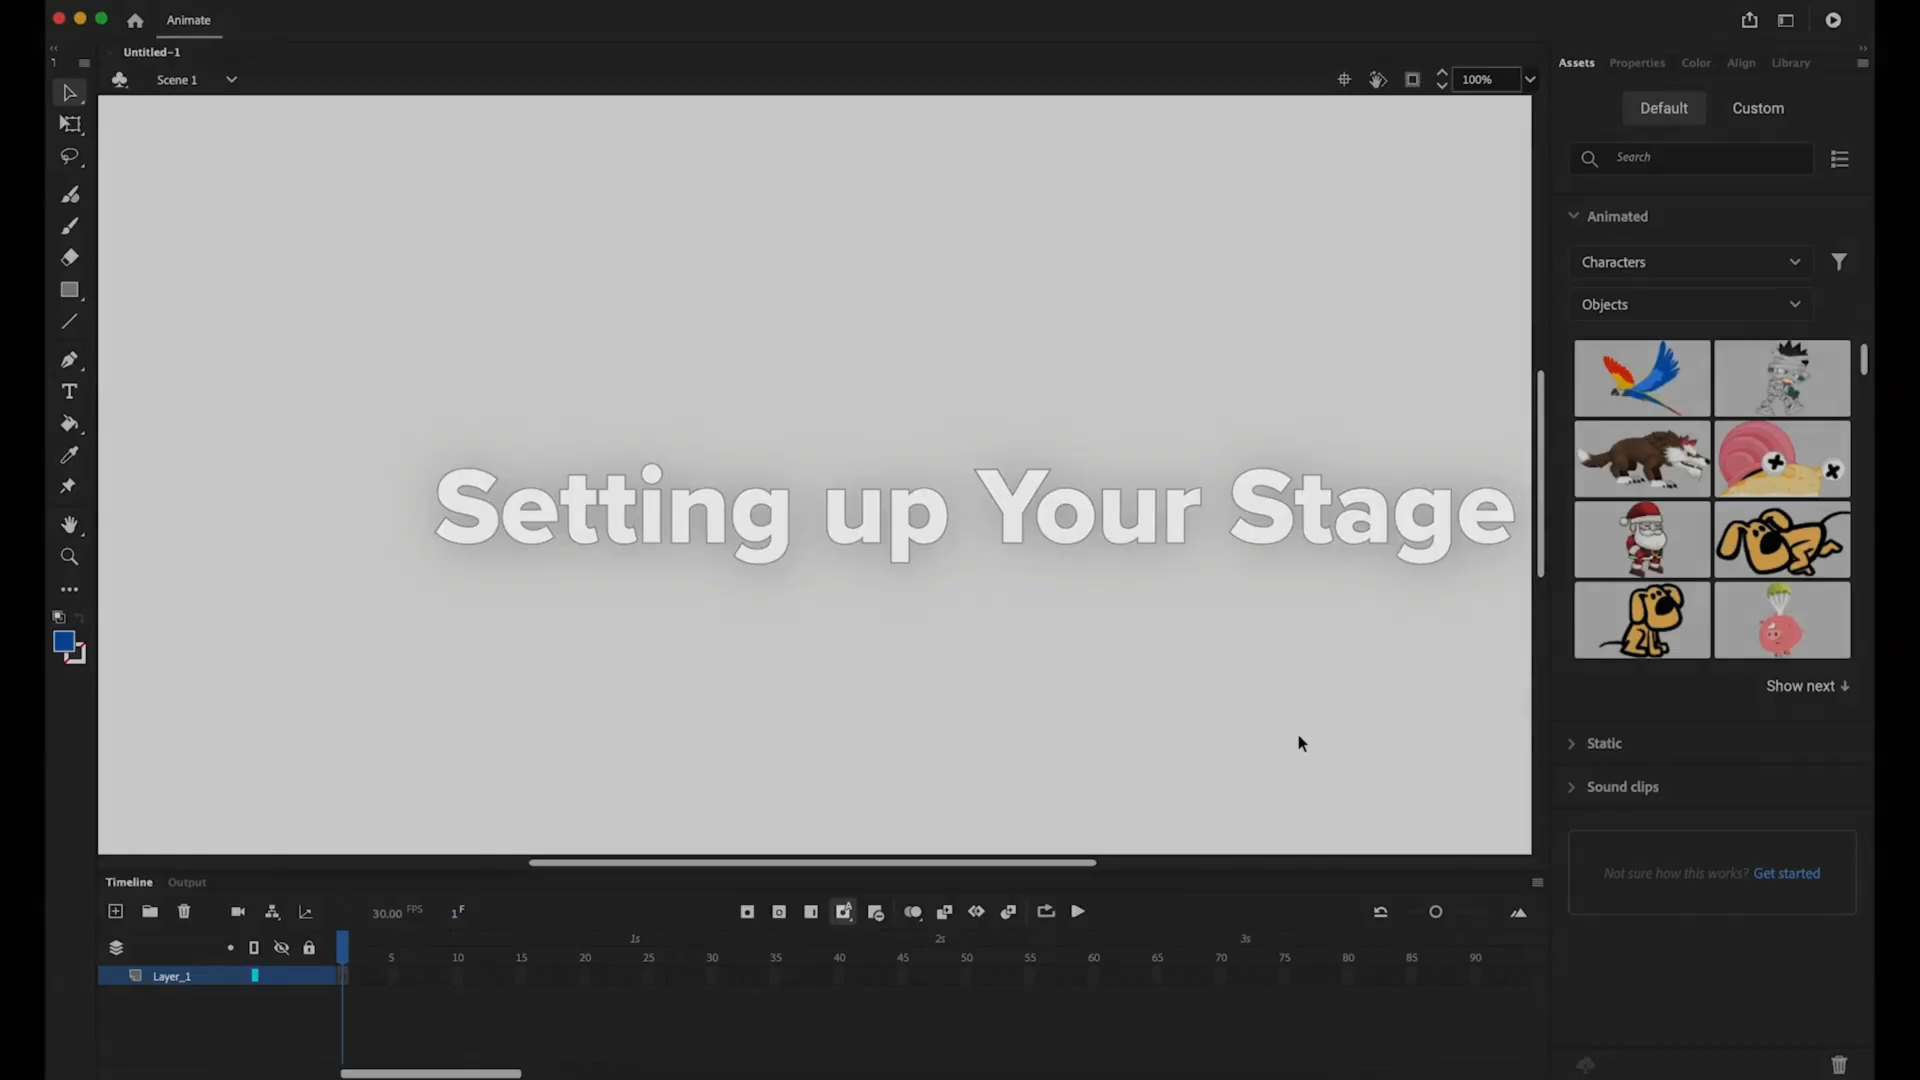 Animate
Untitled-1
Scene 1
100%
Assets
Properties
Color
Align
Library
Default
Custom
Search
Animated
Characters
Objects
Setting up Your Stage
Show next
Static
Sound clips
Not sure how this works? Get started
Timeline
Output
30.00 FPS
1F
1s
2s
3s
5 10 15 20 25 30 35 40 45 50 55 60 65 70 75 80 85 90
Layer_1